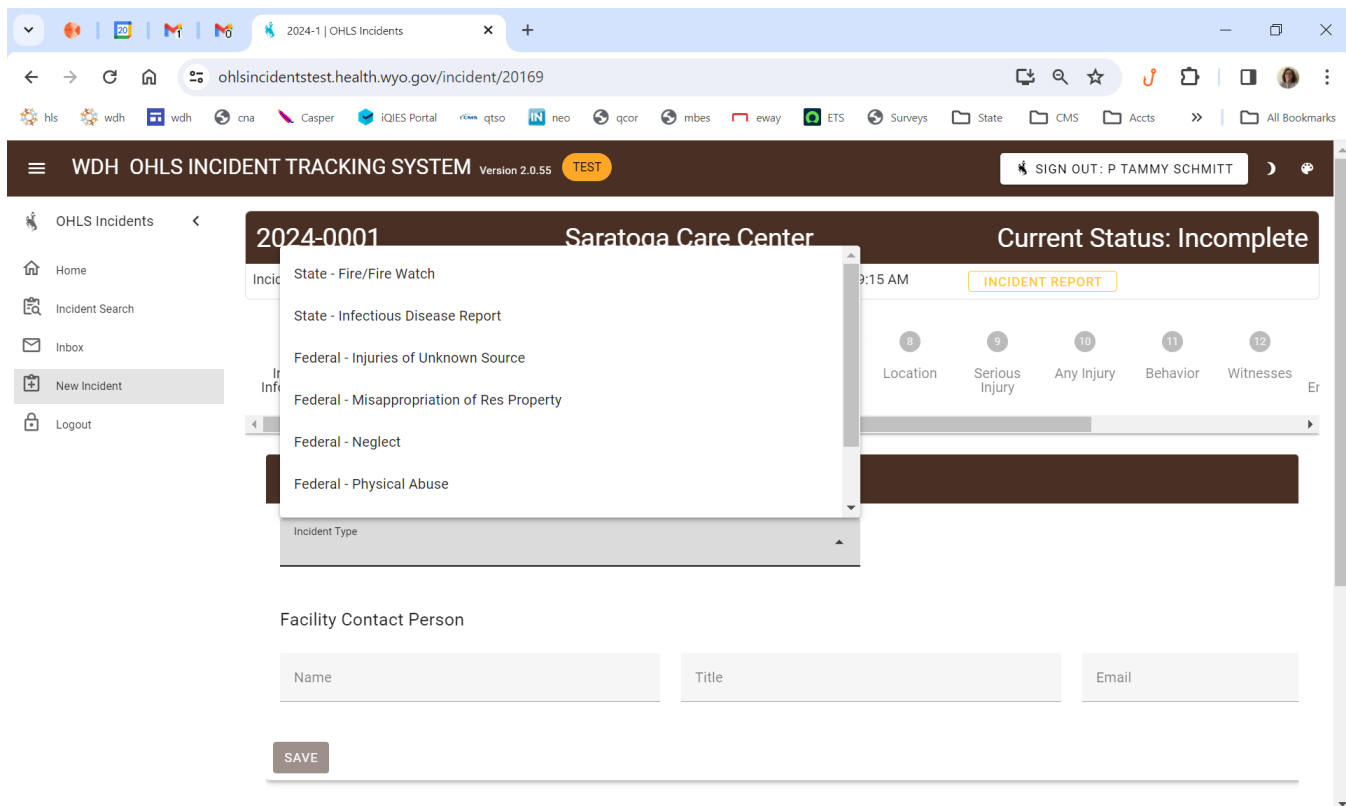 20
1
0
2024-1 | OHLS Incidents
ohlsincidentstest.health.wyo.gov/incident/20169
hls
wdh
wdh
cna
Casper
iQIES Portal
CMS qtso
IN neo
qcor
mbes
eway
ETS
Surveys
State
CMS
Accts
All Bookmarks
WDH OHLS INCIDENT TRACKING SYSTEM Version 2.0.55 TEST
SIGN OUT: P TAMMY SCHMITT
OHLS Incidents
Home
Incident Search
Inbox
New Incident
Logout
2024-0001 Saratoga Care Center Current Status: Incomplete
9:15 AM INCIDENT REPORT
8 9 10 11 12
Location
Serious Injury
Any Injury
Behavior
Witnesses
State - Fire/Fire Watch
State - Infectious Disease Report
Federal - Injuries of Unknown Source
Federal - Misappropriation of Res Property
Federal - Neglect
Federal - Physical Abuse
Incident Type
Facility Contact Person
Name Title Email
SAVE